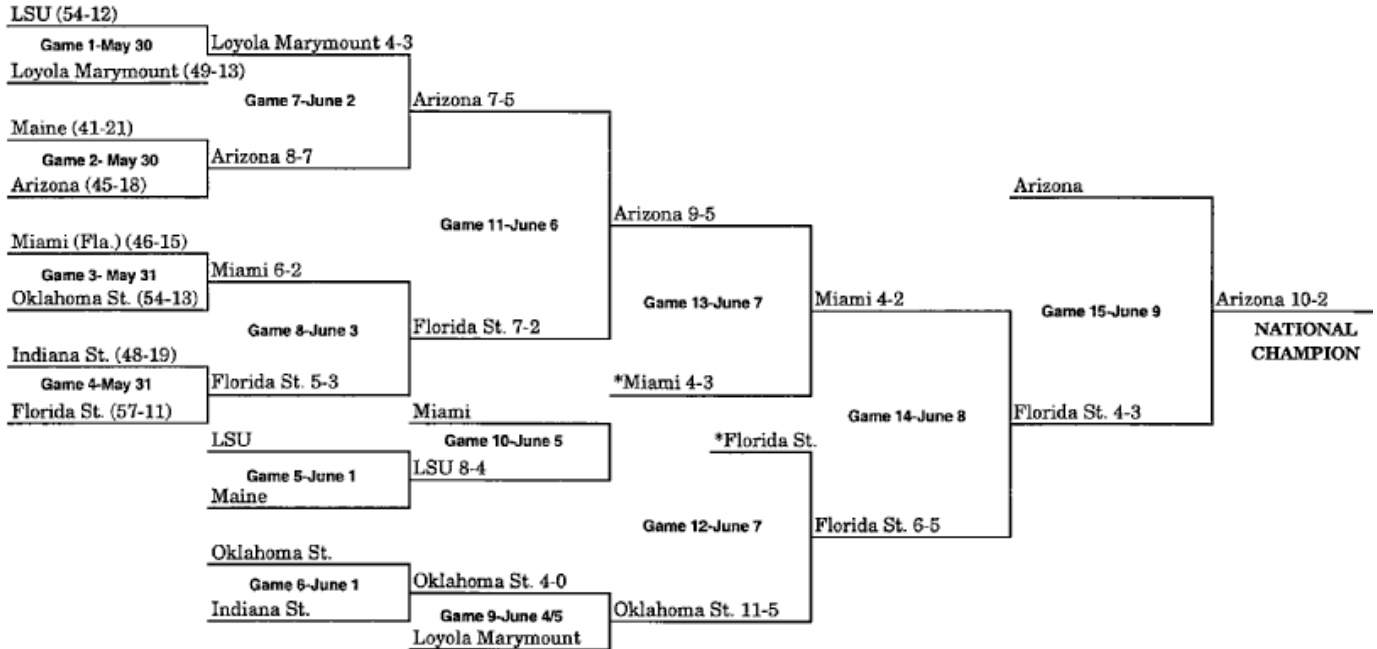 LSU (54-12)
Game 1-May 30
Loyola Marymount 4-3
Loyola Marymount (49-13)
Game 7-June 2
Arizona 7-5
Maine (41-21)
Game 2- May 30
Arizona 8-7
Arizona (45-18)
Arizona
Game 11-June 6
Arizona 9-5
Miami (Fla.) (46-15)
Game 3- May 31
Miami 6-2
Oklahoma St. (54-13)
Game 13-June 7
Miami 4-2
Game 15-June 9
Arizona 10-2
NATIONAL
CHAMPION
Game 8-June 3
Florida St. 7-2
Indiana St. (48-19)
Game 4-May 31
Florida St. 5-3
*Miami 4-3
Florida St. (57-11)
Miami
Game 14-June 8
Florida St. 4-3
LSU
Game 10-June 5
*Florida St.
Game 5-June 1
LSU 8-4
Maine
Game 12-June 7
Florida St. 6-5
Oklahoma St.
Game 6-June 1
Oklahoma St. 4-0
Indiana St.
Game 9-June 4/5
Oklahoma St. 11-5
Loyola Marymount